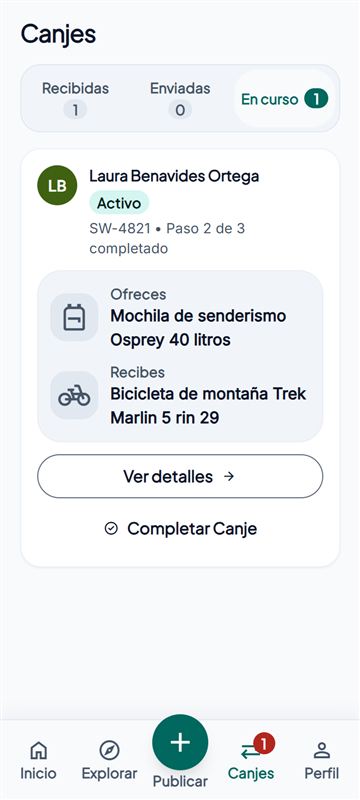 Canjes
Recibidas
1
Enviadas
0
En curso 1
LB
Laura Benavides Ortega
Activo
SW-4821 • Paso 2 de 3
completado
Ofreces
Mochila de senderismo
Osprey 40 litros
Recibes
Bicicleta de montaña Trek
Marlin 5 rin 29
Ver detalles →
Completar Canje
1
Inicio
Explorar
Publicar
Canjes
Perfil